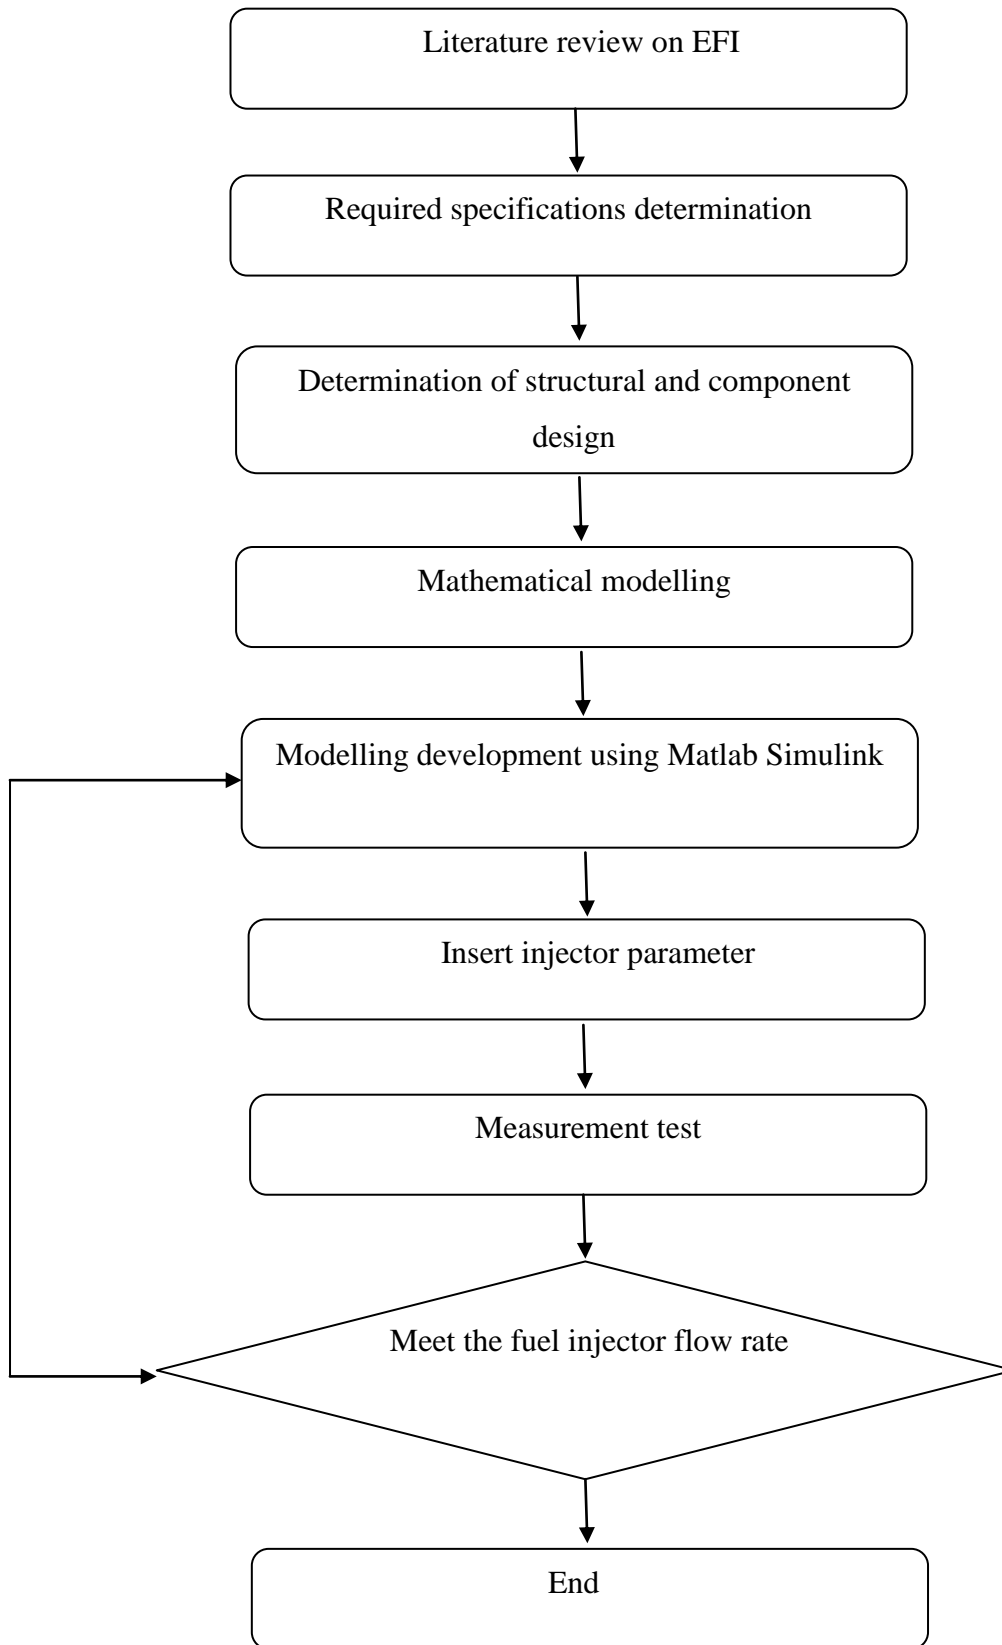 Literature review on EFI
Required specifications determination
Determination of structural and component
design
Mathematical modelling
Modelling development using Matlab Simulink
Insert injector parameter
Measurement test
Meet the fuel injector flow rate
End